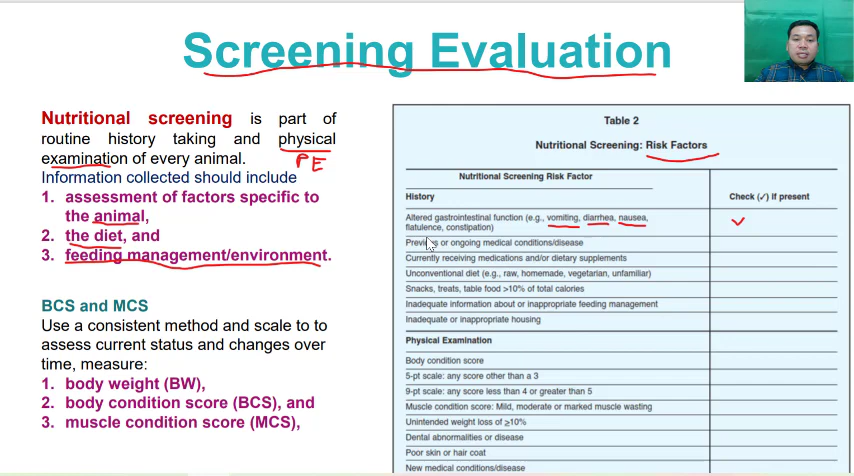 Screening Evaluation
Nutritional screening is part of
routine history taking and physical
examination of every animal.
PE
Information collected should include
1. assessment of factors specific to
the animal,
2. the diet, and
3. feeding management/environment.
BCS and MCS
Use a consistent method and scale to to
assess current status and changes over
time, measure:
1. body weight (BW),
2. body condition score (BCS), and
3. muscle condition score (MCS),
Table 2
Nutritional Screening: Risk Factors
Nutritional Screening Risk Factor
History
Check (✓) if present
Altered gastrointestinal function (e.g., vomiting, diarrhea, nausea,
flatulence, constipation)
✓
Previous or ongoing medical conditions/disease
Currently receiving medications and/or dietary supplements
Unconventional diet (e.g., raw, homemade, vegetarian, unfamiliar)
Snacks, treats, table food >10% of total calories
Inadequate information about or inappropriate feeding management
Inadequate or inappropriate housing
Physical Examination
Body condition score
5-pt scale: any score other than a 3
9-pt scale: any score less than 4 or greater than 5
Muscle condition score: Mild, moderate or marked muscle wasting
Unintended weight loss of ≥10%
Dental abnormalities or disease
Poor skin or hair coat
New medical conditions/disease